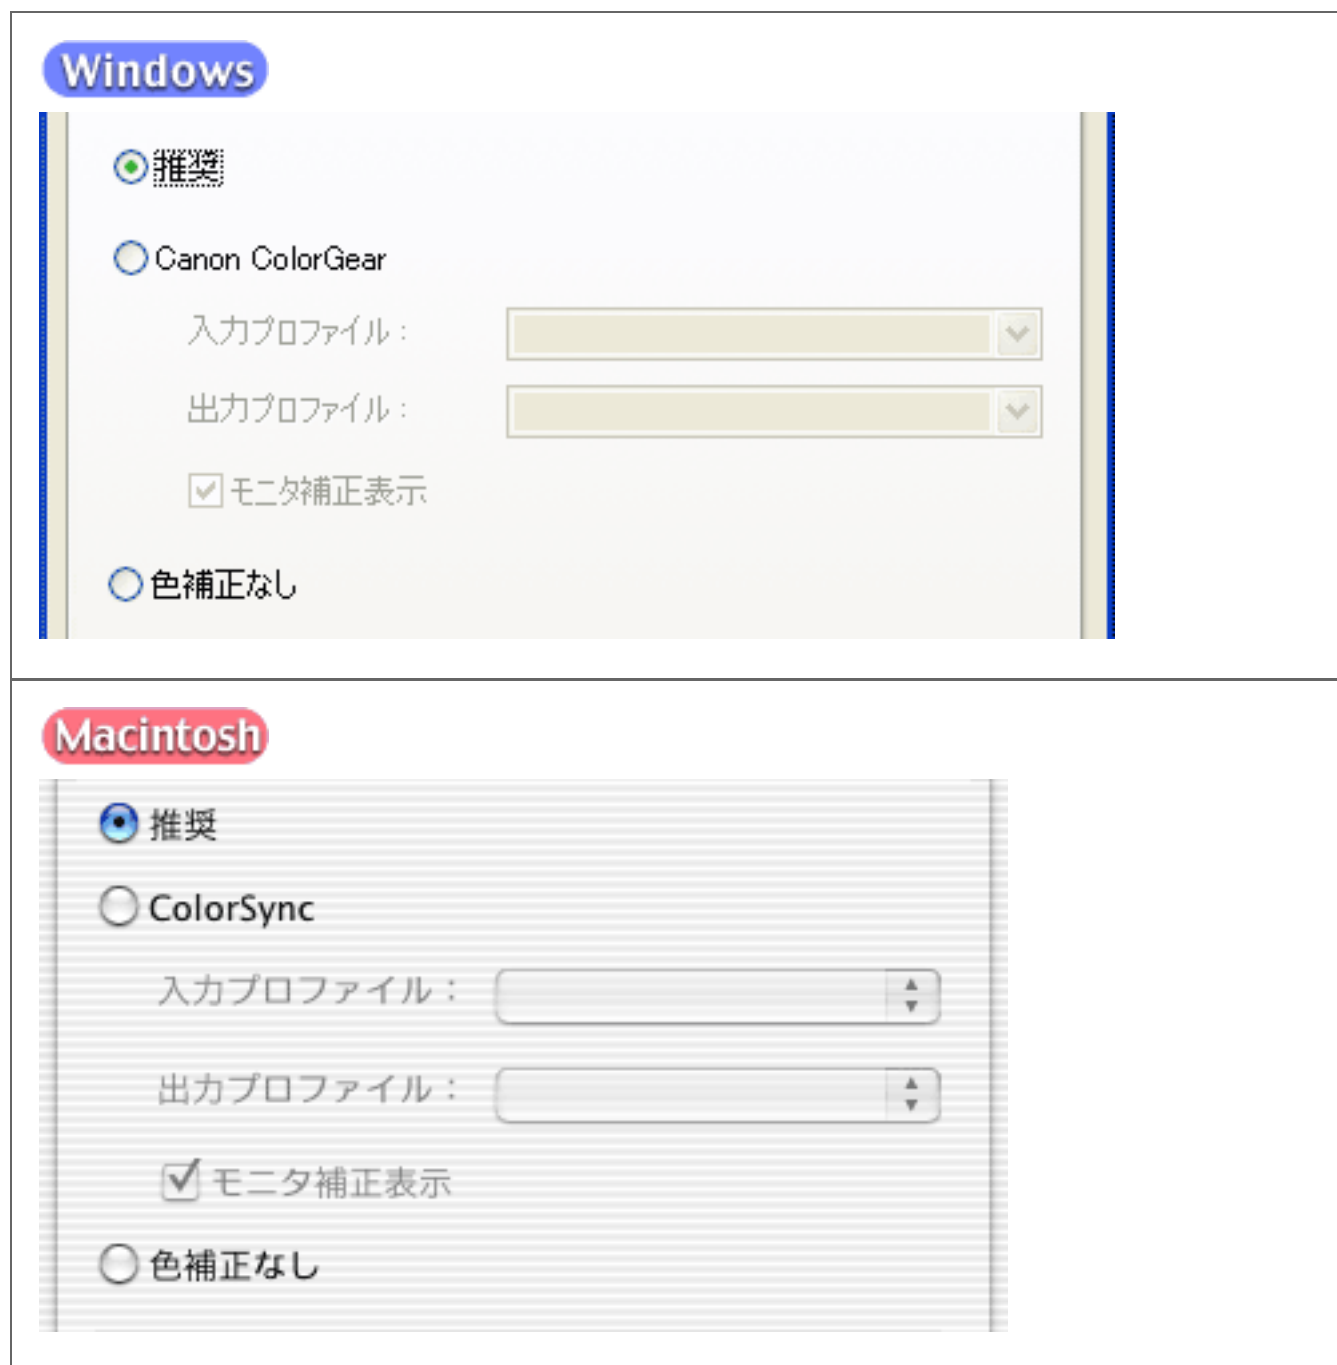 Windows
推奨
Canon ColorGear
入力プロファイル：
出力プロファイル：
モニタ補正表示
色補正なし
Macintosh
推奨
ColorSync
入力プロファイル：
出力プロファイル：
モニタ補正表示
色補正なし